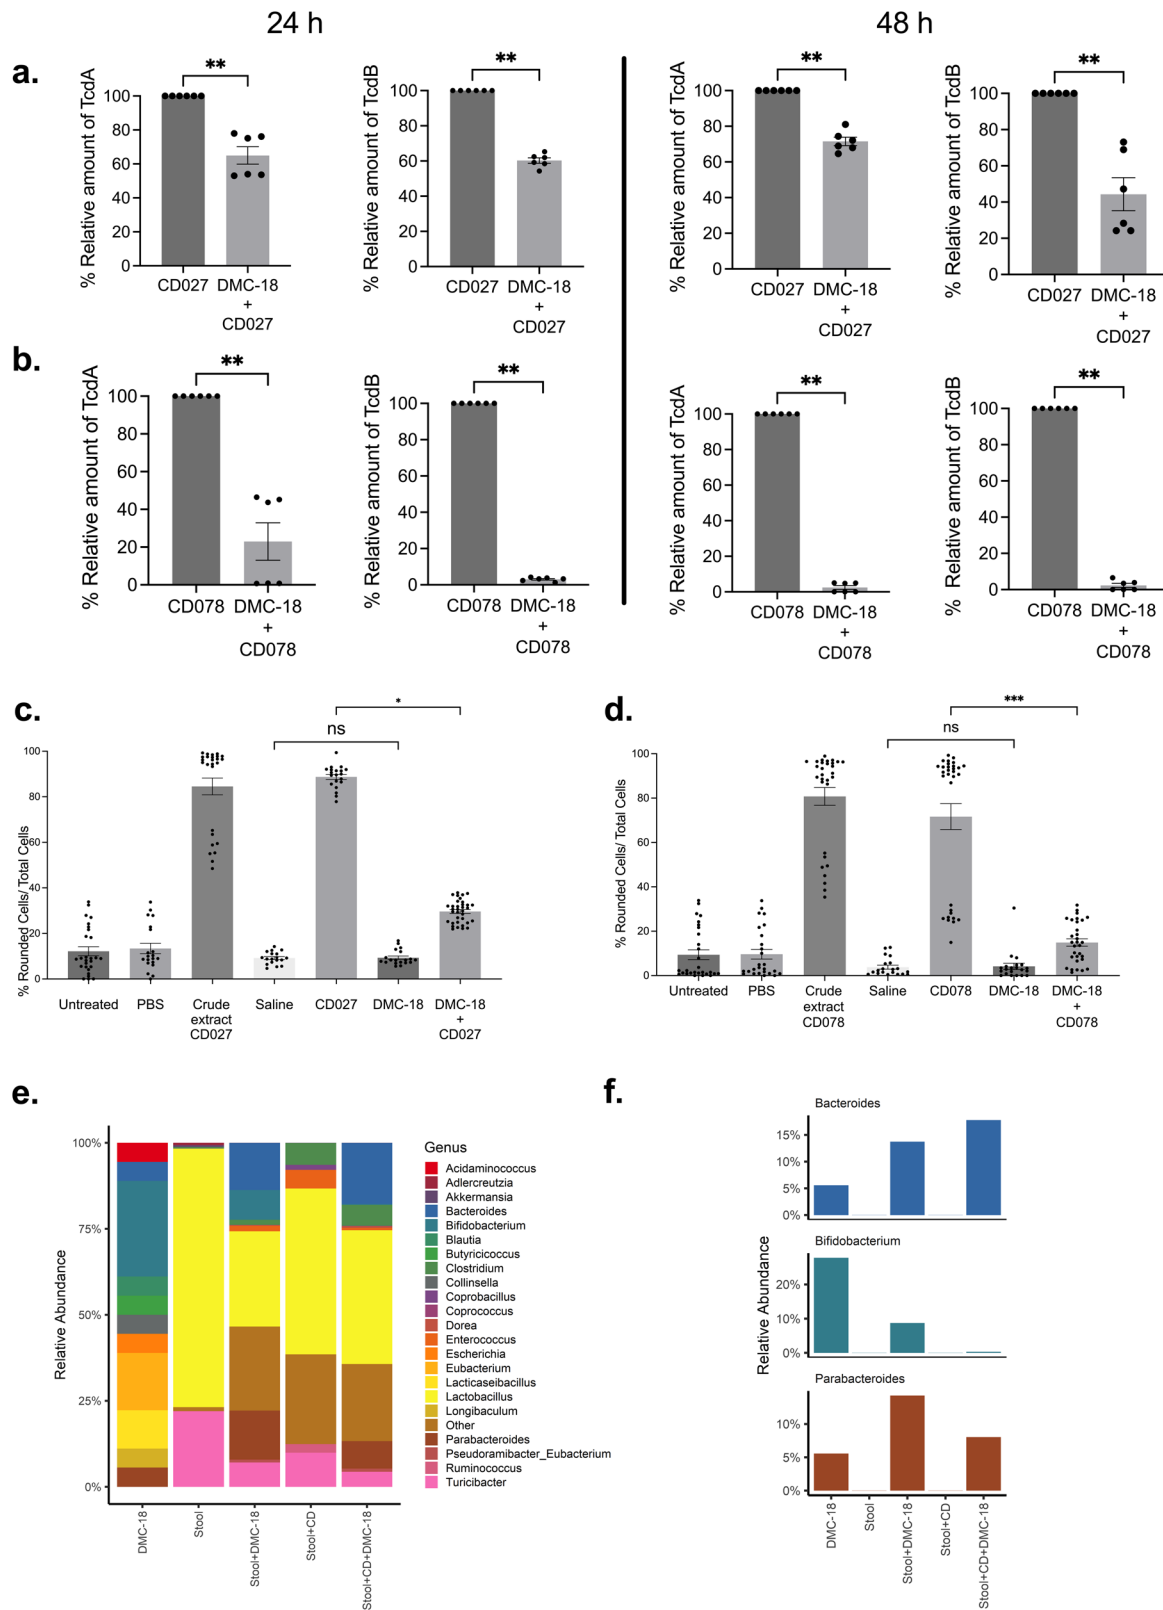 24 h
48 h
a.
% Relative amount of TcdA
100
80
60
40
20
0
**
CD027
DMC-18
+
CD027
% Relative amount of TcdB
100
80
60
40
20
0
**
CD027
DMC-18
+
CD027
% Relative amount of TcdA
100
80
60
40
20
0
**
CD027
DMC-18
+
CD027
% Relative amount of TcdB
100
80
60
40
20
0
**
CD027
DMC-18
+
CD027
b.
% Relative amount of TcdA
100
80
60
40
20
0
**
CD078
DMC-18
+
CD078
% Relative amount of TcdB
100
80
60
40
20
0
**
CD078
DMC-18
+
CD078
% Relative amount of TcdA
100
80
60
40
20
0
**
CD078
DMC-18
+
CD078
% Relative amount of TcdB
100
80
60
40
20
0
**
CD078
DMC-18
+
CD078
c.
% Rounded Cells/ Total Cells
100
80
60
40
20
0
*
ns
Untreated
PBS
Crude
extract
CD027
Saline
CD027
DMC-18
DMC-18
+
CD027
d.
% Rounded Cells/ Total Cells
100
80
60
40
20
0
***
ns
Untreated
PBS
Crude
extract
CD078
Saline
CD078
DMC-18
DMC-18
+
CD078
e.
Relative Abundance
100%
75%
50%
25%
0%
DMC-18
Stool
Stool+DMC-18
Stool+CD
Stool+CD+DMC-18
Genus
Acidaminococcus
Adlercreutzia
Akkermansia
Bacteroides
Bifidobacterium
Blautia
Butyricicoccus
Clostridium
Collinsella
Coprobacillus
Coprococcus
Dorea
Enterococcus
Escherichia
Eubacterium
Lacticaseibacillus
Lactobacillus
Longibaculum
Other
Parabacteroides
Pseudoramibacter_Eubacterium
Ruminococcus
Turicibacter
f.
Relative Abundance
Bacteroides
15%
10%
5%
0%
Bifidobacterium
20%
10%
0%
Parabacteroides
10%
5%
0%
DMC-18
Stool
Stool+DMC-18
Stool+CD
Stool+CD+DMC-18